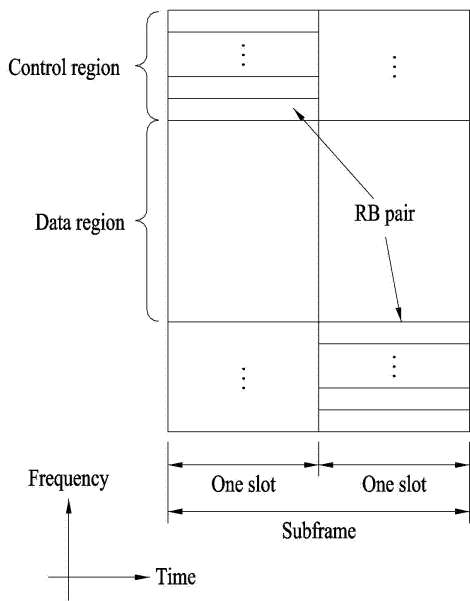 Control region
RB pair
Data region
One slot
One slot
Subframe
Frequency
Time